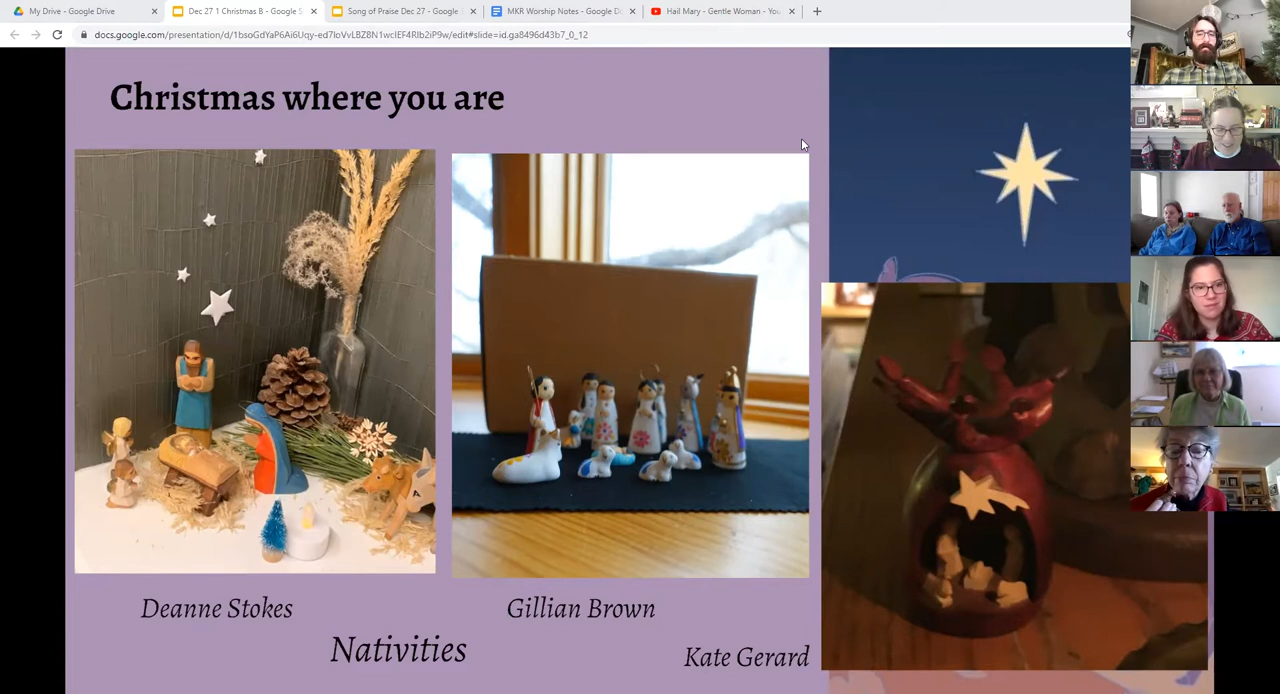 My Drive - Google Drive
Dec 27 1 Christmas B - Google S
Song of Praise Dec 27 - Google
MKR Worship Notes - Google D
Hail Mary - Gentle Woman - You
docs.google.com/presentation/d/1bsoGdYaP6Ai6Uqy-ed7IoVvLBZ8N1wcIEF4RIb2iP9w/edit#slide=id.ga8496d43b7_0_12
Christmas where you are
Deanne Stokes
Gillian Brown
Nativities
Kate Gerard